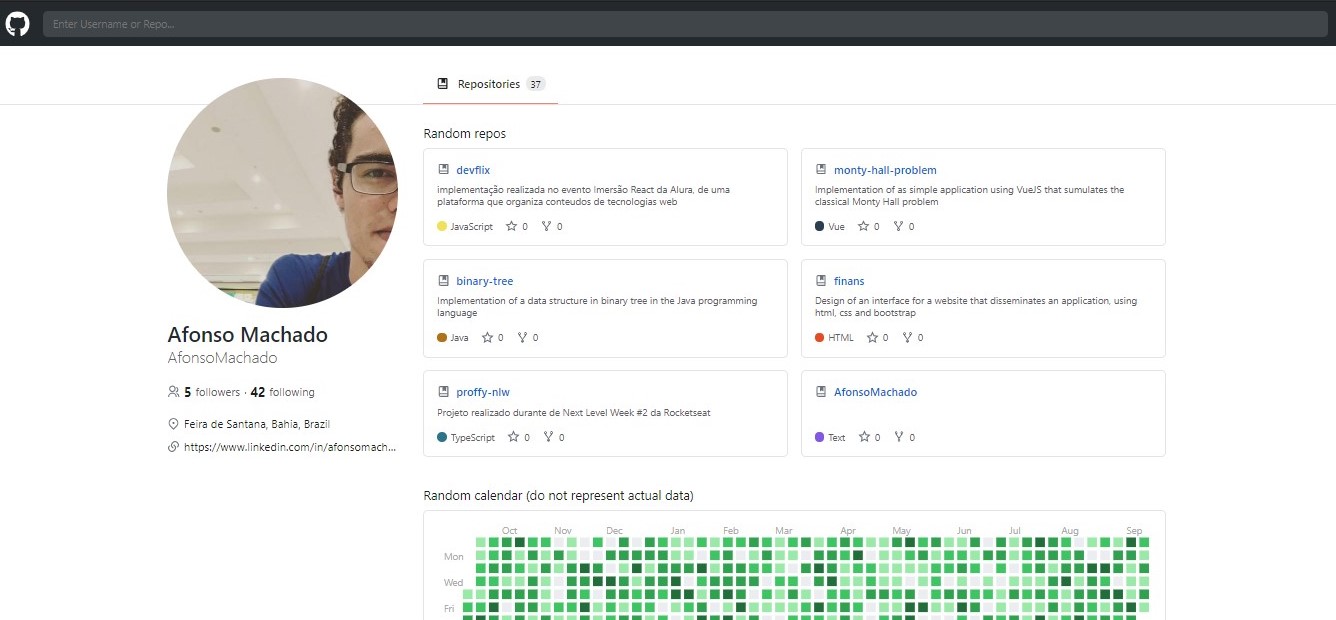 Enter Username or Repo...
Repositories 37
Afonso Machado
AfonsoMachado
5 followers · 42 following
Feira de Santana, Bahia, Brazil
https://www.linkedin.com/in/afonsomach...
Random repos
devflix
implementação realizada no evento Imersão React da Alura, de uma
plataforma que organiza conteudos de tecnologias web
JavaScript 0 0
monty-hall-problem
Implementation of as simple application using VueJS that sumulates the
classical Monty Hall problem
Vue 0 0
binary-tree
Implementation of a data structure in binary tree in the Java programming
language
Java 0 0
finans
Design of an interface for a website that disseminates an application, using
html, css and bootstrap
HTML 0 0
proffy-nlw
Projeto realizado durante de Next Level Week #2 da Rocketseat
TypeScript 0 0
AfonsoMachado
Text 0 0
Random calendar (do not represent actual data)
Oct Nov Dec Jan Feb Mar Apr May Jun Jul Aug Sep
Mon
Wed
Fri